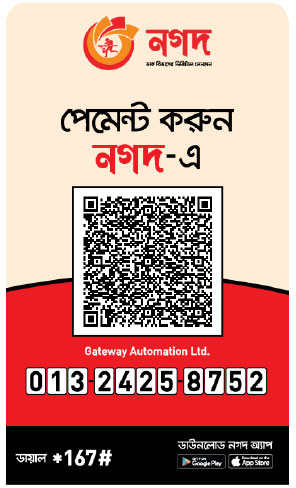 নগদ
ডাক বিভাগের ডিজিটাল লেনদেন
পেমেন্ট করুন
নগদ-এ
Gateway Automation Ltd.
013-2425-8752
ডাউনলোড নগদ অ্যাপ
ডায়াল *167#
GET IT ON
Google Play
Download on the
App Store